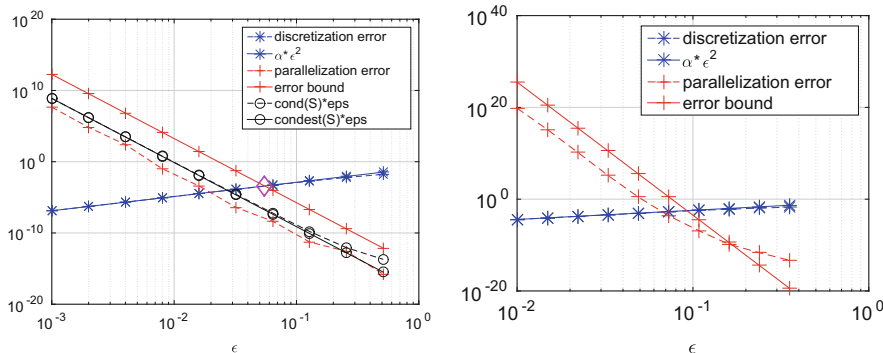 10^20
10^10
10^0
10^-10
10^-20
10^-3
10^-2
10^-1
10^0
ϵ
discretization error
α*ϵ^2
parallelization error
error bound
cond(S)*eps
condest(S)*eps
10^40
10^20
10^0
10^-20
10^-2
10^-1
10^0
ϵ
discretization error
α*ϵ^2
parallelization error
error bound